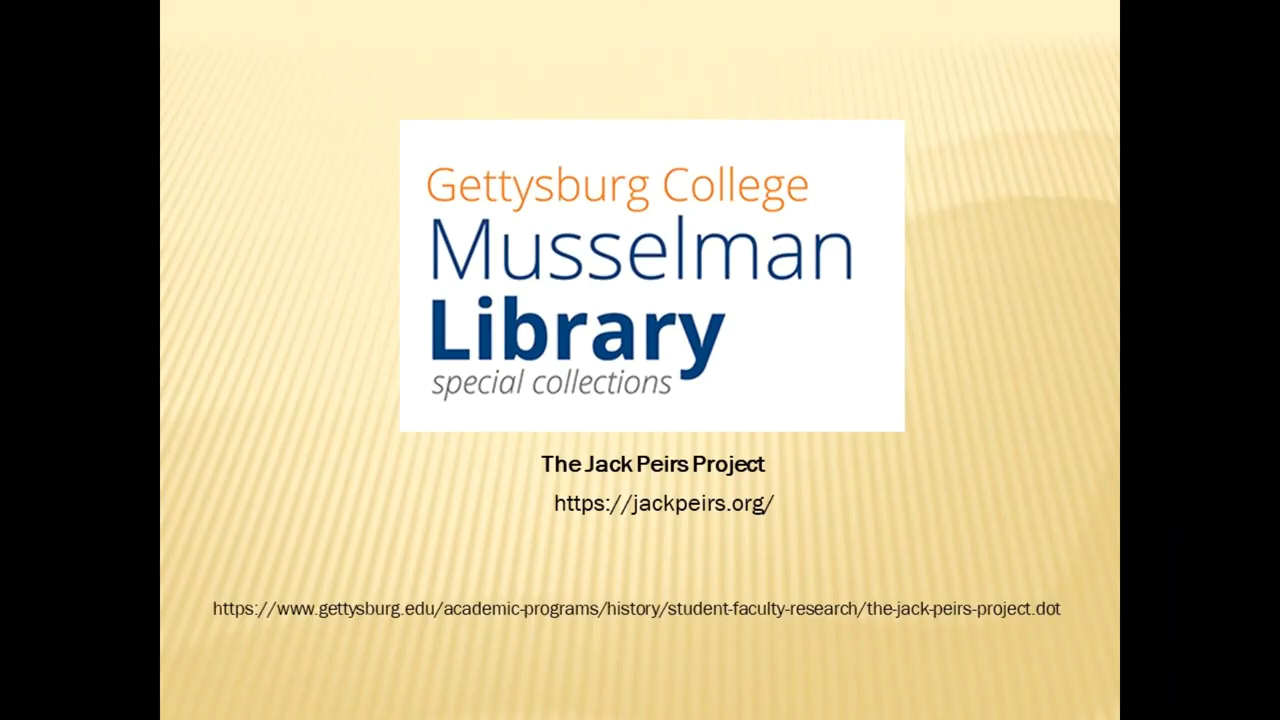 Gettysburg College
Musselman
Library
special collections
The Jack Peirs Project
https://jackpeirs.org/
https://www.gettysburg.edu/academic-programs/history/student-faculty-research/the-jack-peirs-project.dot